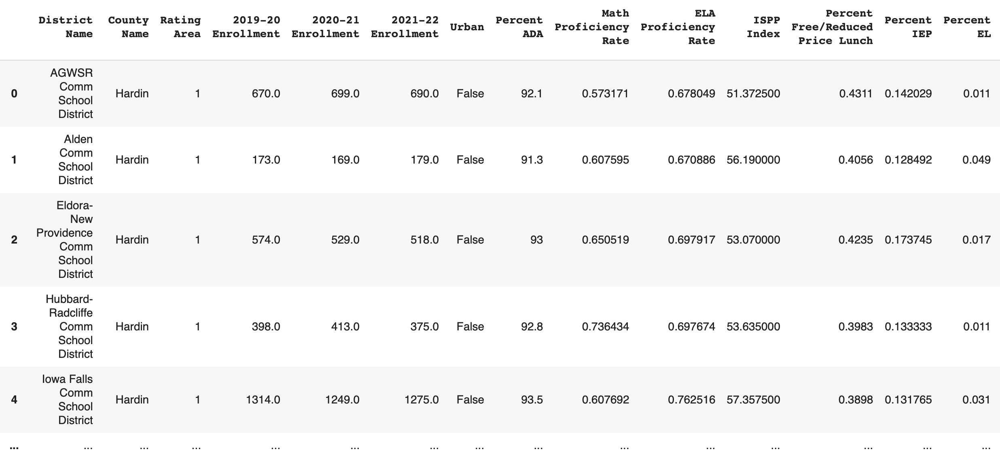 District Name County Name Rating Area 2019-20 Enrollment 2020-21 Enrollment 2021-22 Enrollment Urban Percent ADA Math Proficiency Rate ELA Proficiency Rate ISPP Index Percent Free/Reduced Price Lunch Percent IEP Percent EL
0 AGWSR Comm School District Hardin 1 670.0 699.0 690.0 False 92.1 0.573171 0.678049 51.372500 0.4311 0.142029 0.011
1 Alden Comm School District Hardin 1 173.0 169.0 179.0 False 91.3 0.607595 0.670886 56.190000 0.4056 0.128492 0.049
2 Eldora-New Providence Comm School District Hardin 1 574.0 529.0 518.0 False 93 0.650519 0.697917 53.070000 0.4235 0.173745 0.017
3 Hubbard-Radcliffe Comm School District Hardin 1 398.0 413.0 375.0 False 92.8 0.736434 0.697674 53.635000 0.3983 0.133333 0.011
4 Iowa Falls Comm School District Hardin 1 1314.0 1249.0 1275.0 False 93.5 0.607692 0.762516 57.357500 0.3898 0.131765 0.031
... ... ... ... ... ... ... ... ... ... ... ... ... ... ...